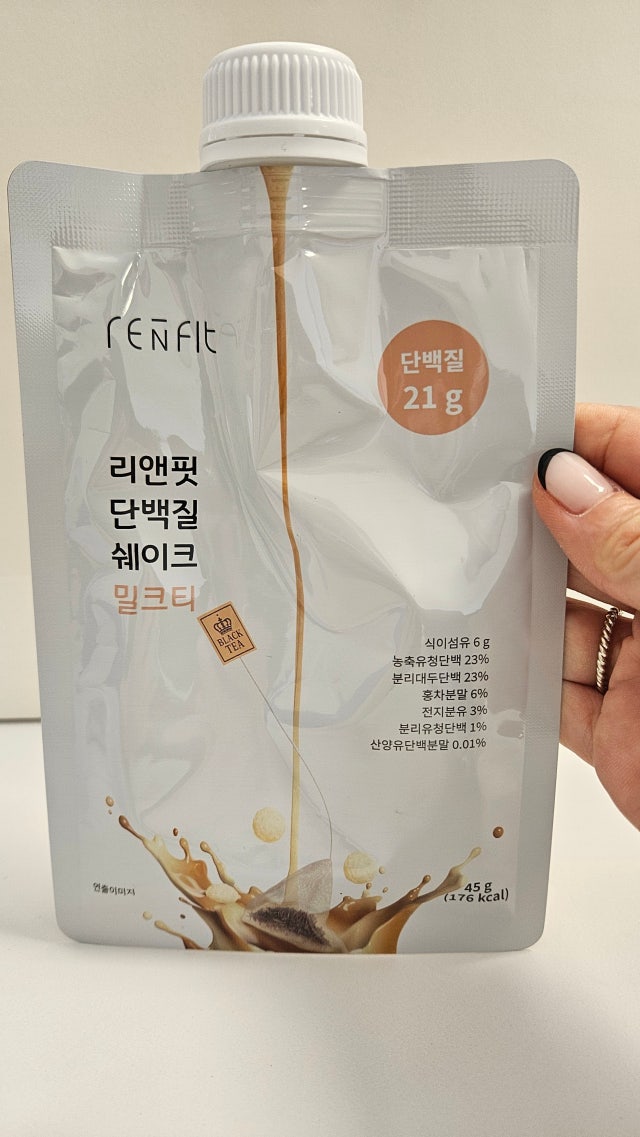 RENFIT
단백질
21 g
리앤핏
단백질
쉐이크
밀크티
BLACK
TEA
식이섬유 6 g
농축유청단백 23%
분리대두단백 23%
홍차분말 6%
전지분유 3%
분리유청단백 1%
산양유단백분말 0.01%
연출이미지
45 g
(176 kcal)